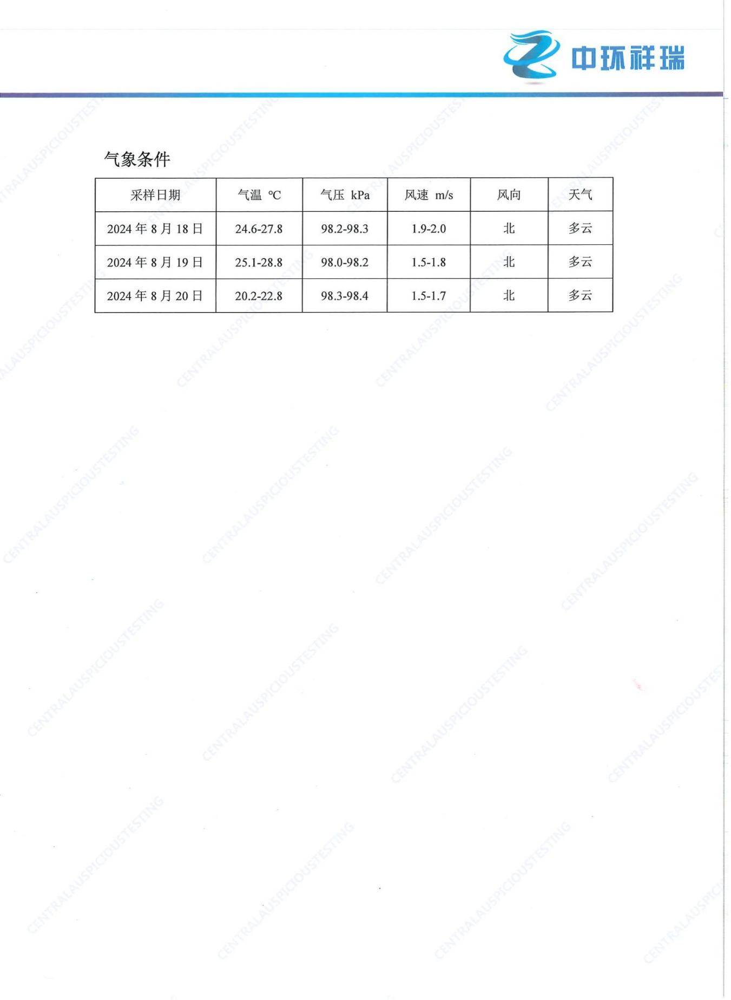 中环祥瑞
气象条件
采样日期 气温 ℃ 气压 kPa 风速 m/s 风向 天气
2024 年 8 月 18 日 24.6-27.8 98.2-98.3 1.9-2.0 北 多云
2024 年 8 月 19 日 25.1-28.8 98.0-98.2 1.5-1.8 北 多云
2024 年 8 月 20 日 20.2-22.8 98.3-98.4 1.5-1.7 北 多云
CENTRALAUSPICIOUSTESTING